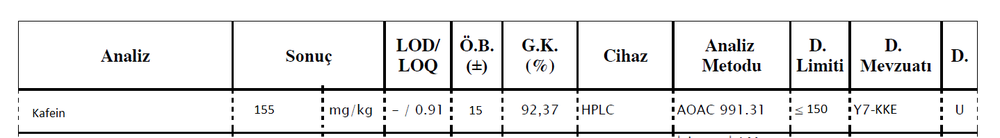 Analiz
Sonuç
LOD/
LOQ
Ö.B.
(±)
G.K.
(%)
Cihaz
Analiz
Metodu
D.
Limiti
D.
Mevzuatı
D.
Kafein
155
mg/kg
– / 0.91
15
92,37
HPLC
AOAC 991.31
≤ 150
Y7-KKE
U